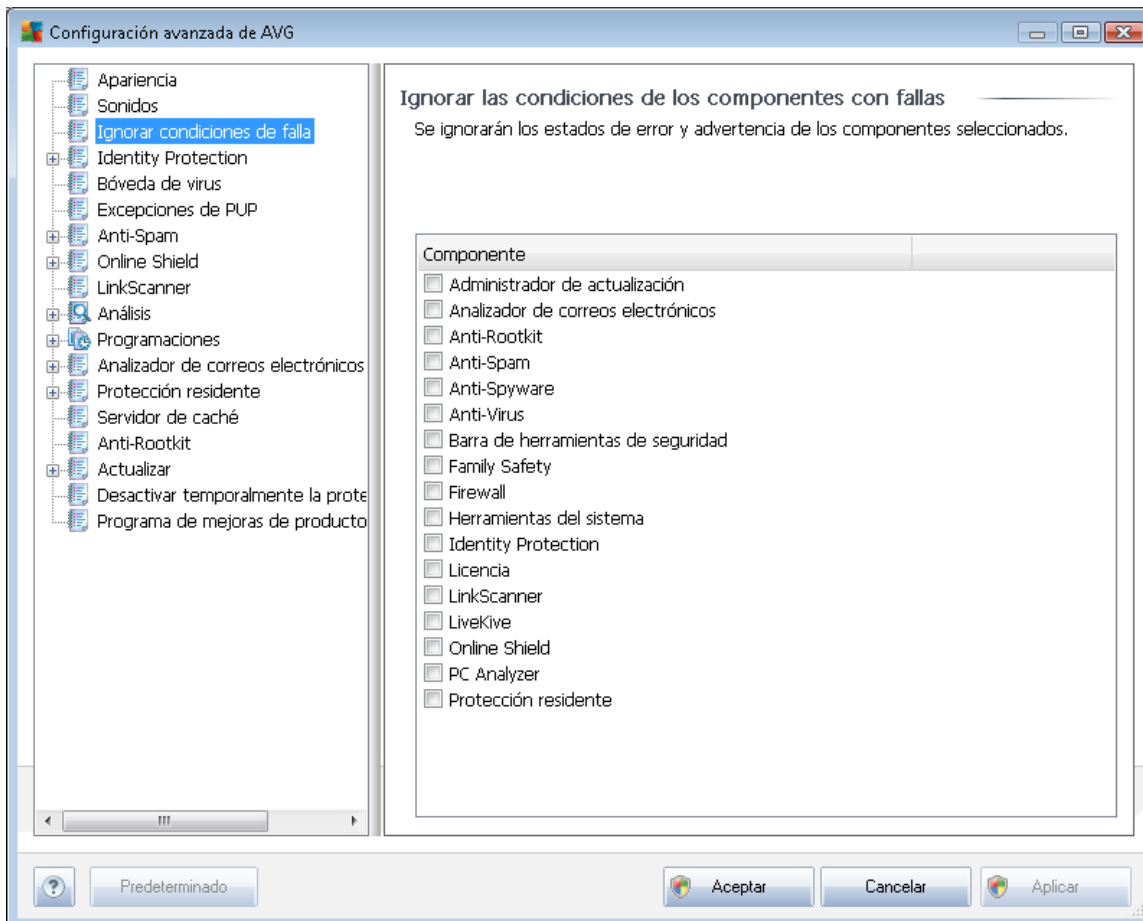 Configuración avanzada de AVG
Apariencia
Sonidos
Ignorar condiciones de falla
Identity Protection
Bóveda de virus
Excepciones de PUP
Anti-Spam
Online Shield
LinkScanner
Análisis
Programaciones
Analizador de correos electrónicos
Protección residente
Servidor de caché
Anti-Rootkit
Actualizar
Desactivar temporalmente la prote
Programa de mejoras de producto
Ignorar las condiciones de los componentes con fallas
Se ignorarán los estados de error y advertencia de los componentes seleccionados.
Componente
Administrador de actualización
Analizador de correos electrónicos
Anti-Rootkit
Anti-Spam
Anti-Spyware
Anti-Virus
Barra de herramientas de seguridad
Family Safety
Firewall
Herramientas del sistema
Identity Protection
Licencia
LinkScanner
LiveKive
Online Shield
PC Analyzer
Protección residente
? Predeterminado Aceptar Cancelar Aplicar